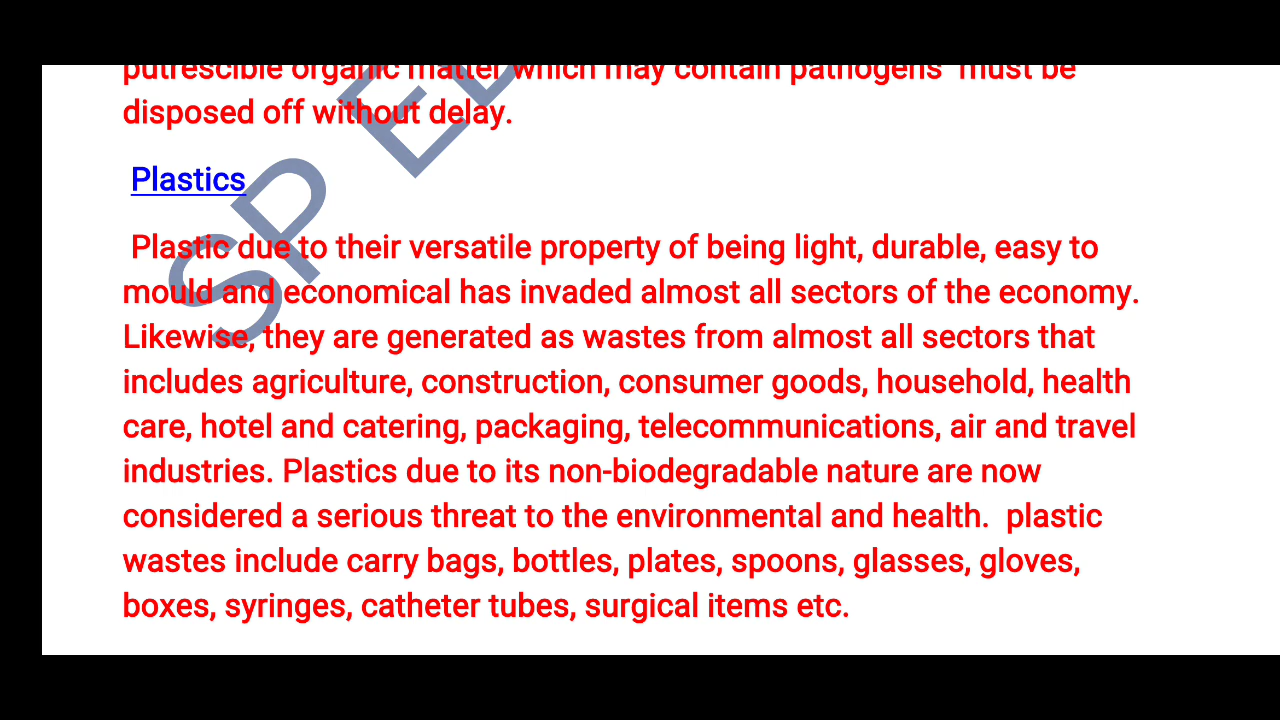 putrescible organic matter which may contain pathogens must be
disposed off without delay.
Plastics
Plastic due to their versatile property of being light, durable, easy to
mould and economical has invaded almost all sectors of the economy.
Likewise, they are generated as wastes from almost all sectors that
includes agriculture, construction, consumer goods, household, health
care, hotel and catering, packaging, telecommunications, air and travel
industries. Plastics due to its non-biodegradable nature are now
considered a serious threat to the environmental and health. plastic
wastes include carry bags, bottles, plates, spoons, glasses, gloves,
boxes, syringes, catheter tubes, surgical items etc.
SP